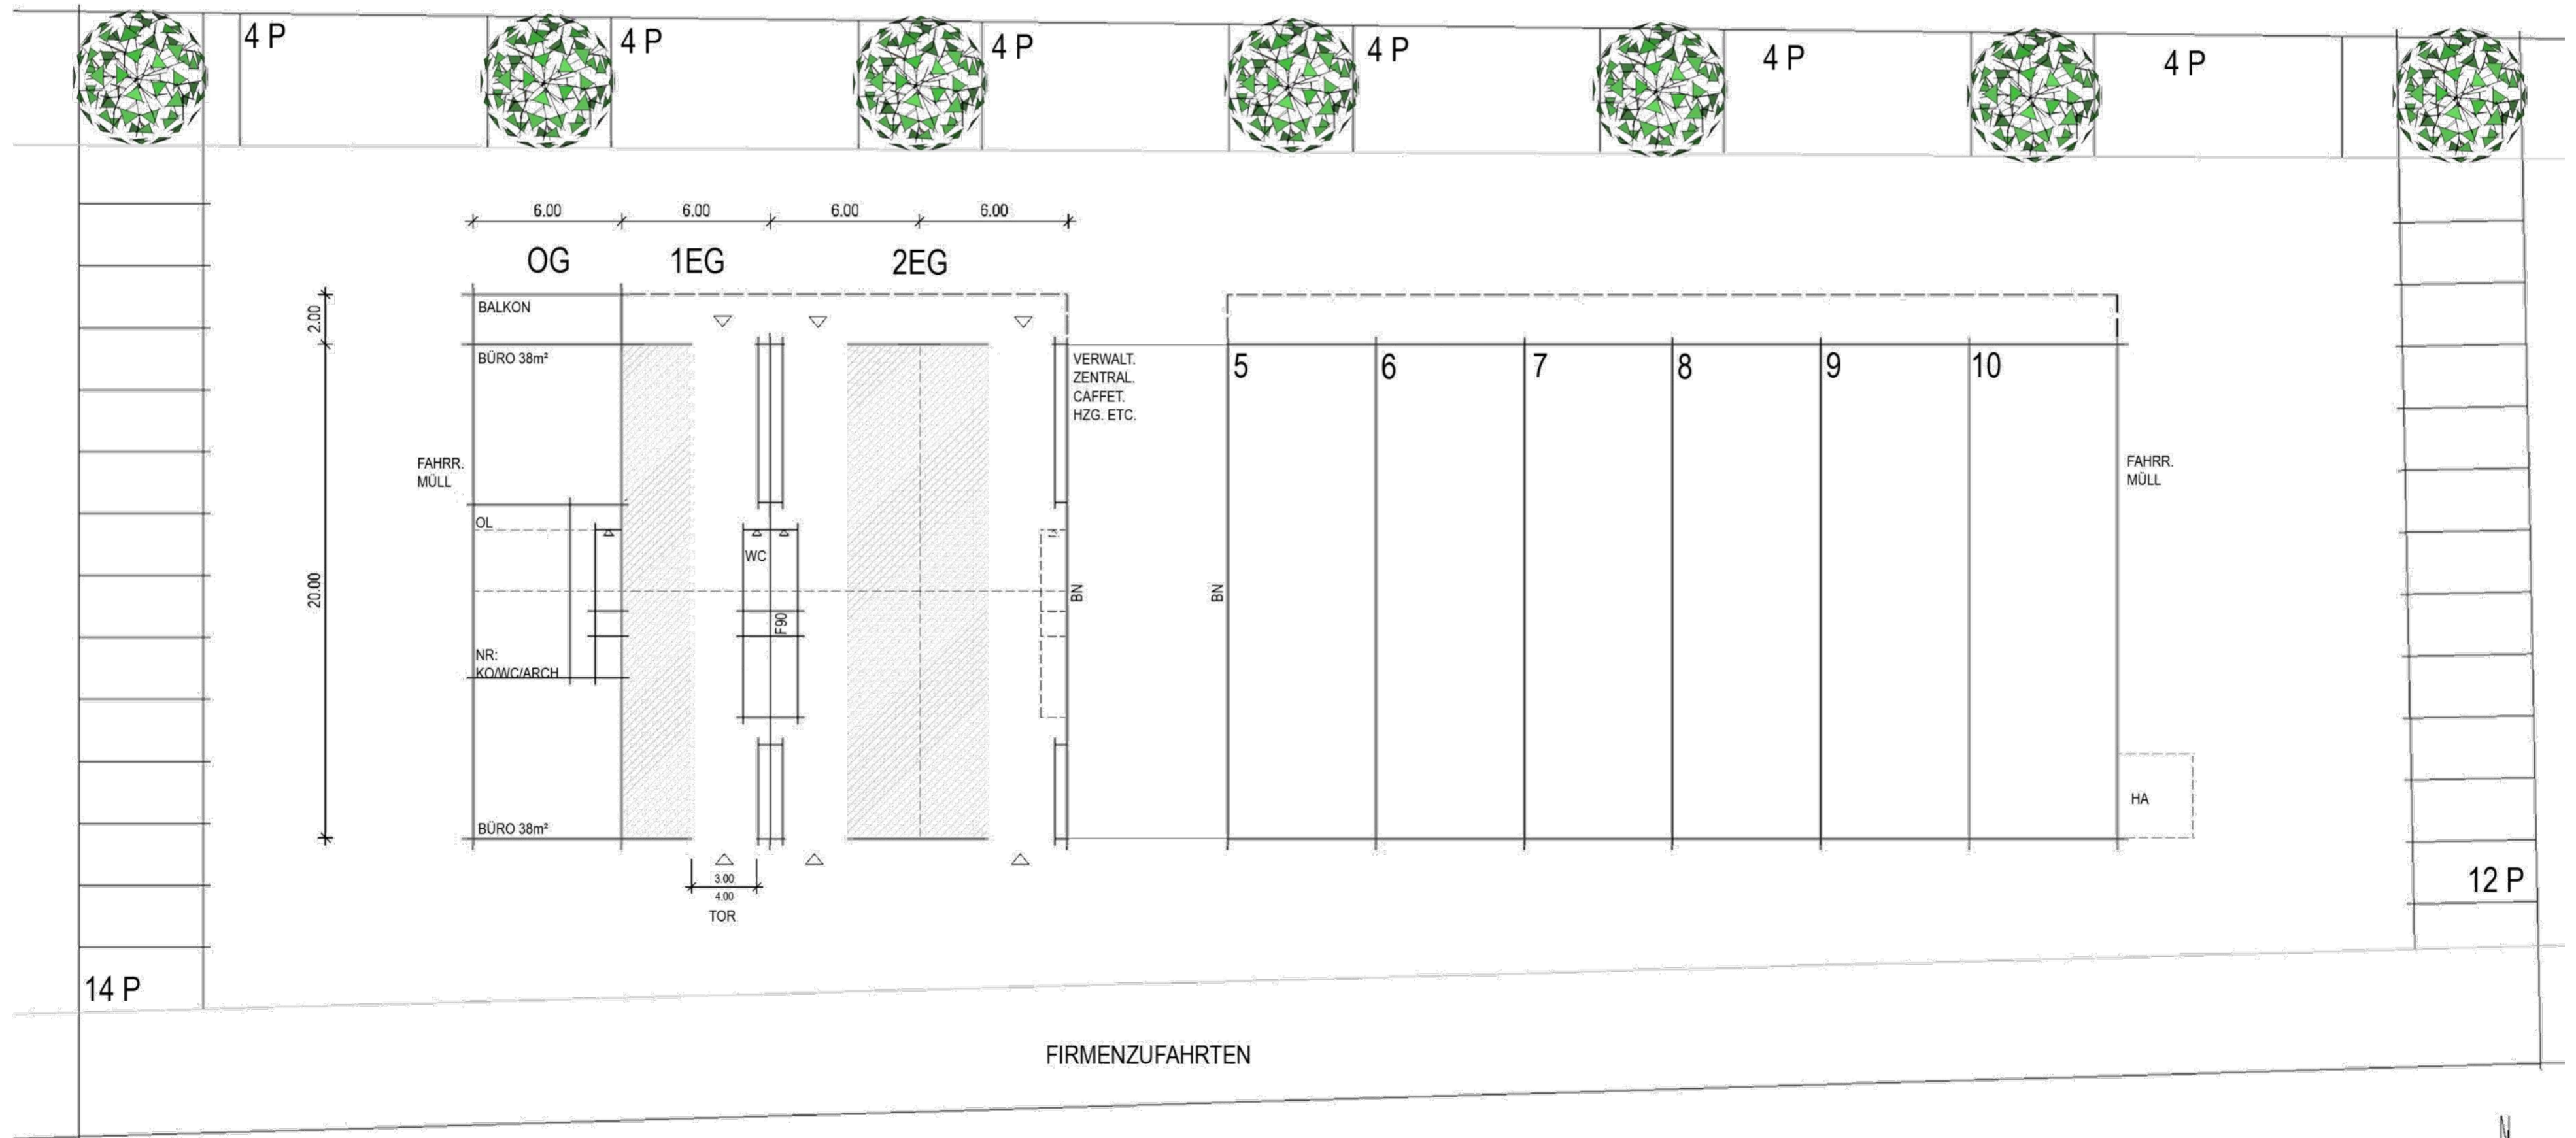 4 P
4 P
4 P
4 P
4 P
4 P
6.00
6.00
6.00
6.00
OG
1EG
2EG
2.00
BALKON
BÜRO 38m²
VERWALT.
ZENTRAL.
CAFFET.
HZG. ETC.
5
6
7
8
9
10
FAHRR.
MÜLL
FAHRR.
MÜLL
OL
WC
20.00
BN
BN
F90
NR:
KO/WC/ARCH
HA
BÜRO 38m²
3.00
4.00
TOR
12 P
14 P
FIRMENZUFAHRTEN
N